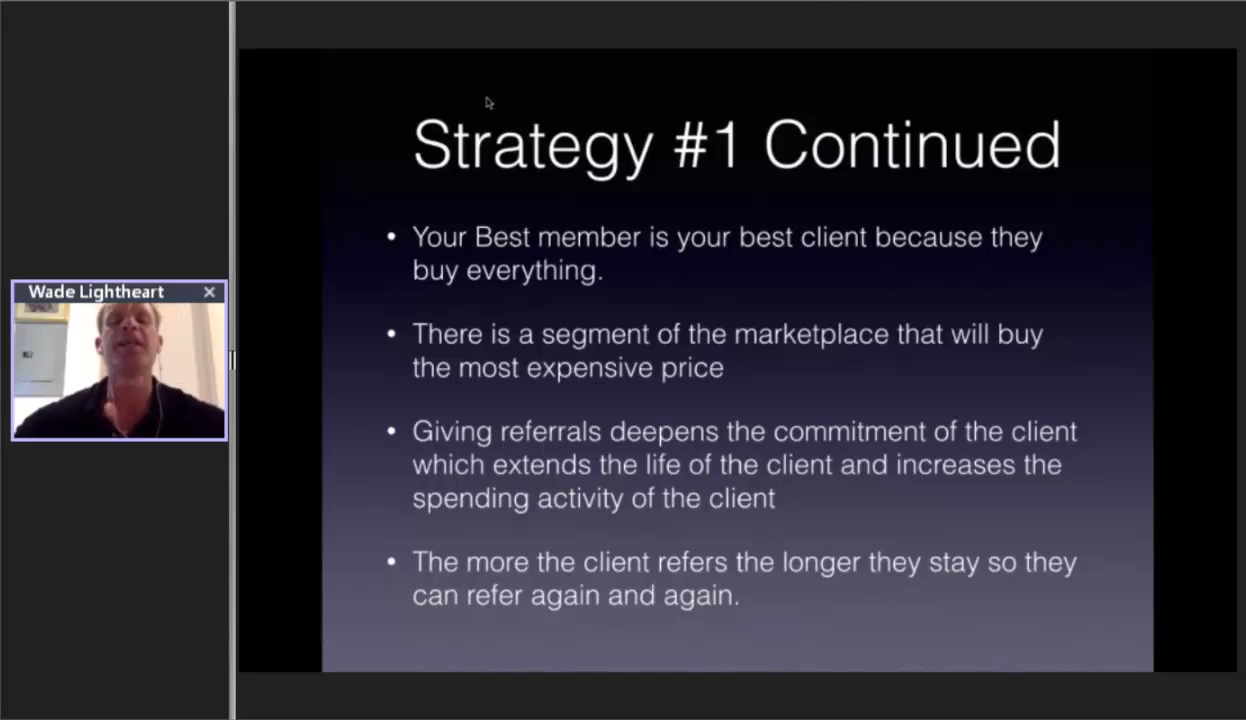 Wade Lightheart
Strategy #1 Continued
• Your Best member is your best client because they
buy everything.
• There is a segment of the marketplace that will buy
the most expensive price
• Giving referrals deepens the commitment of the client
which extends the life of the client and increases the
spending activity of the client
• The more the client refers the longer they stay so they
can refer again and again.